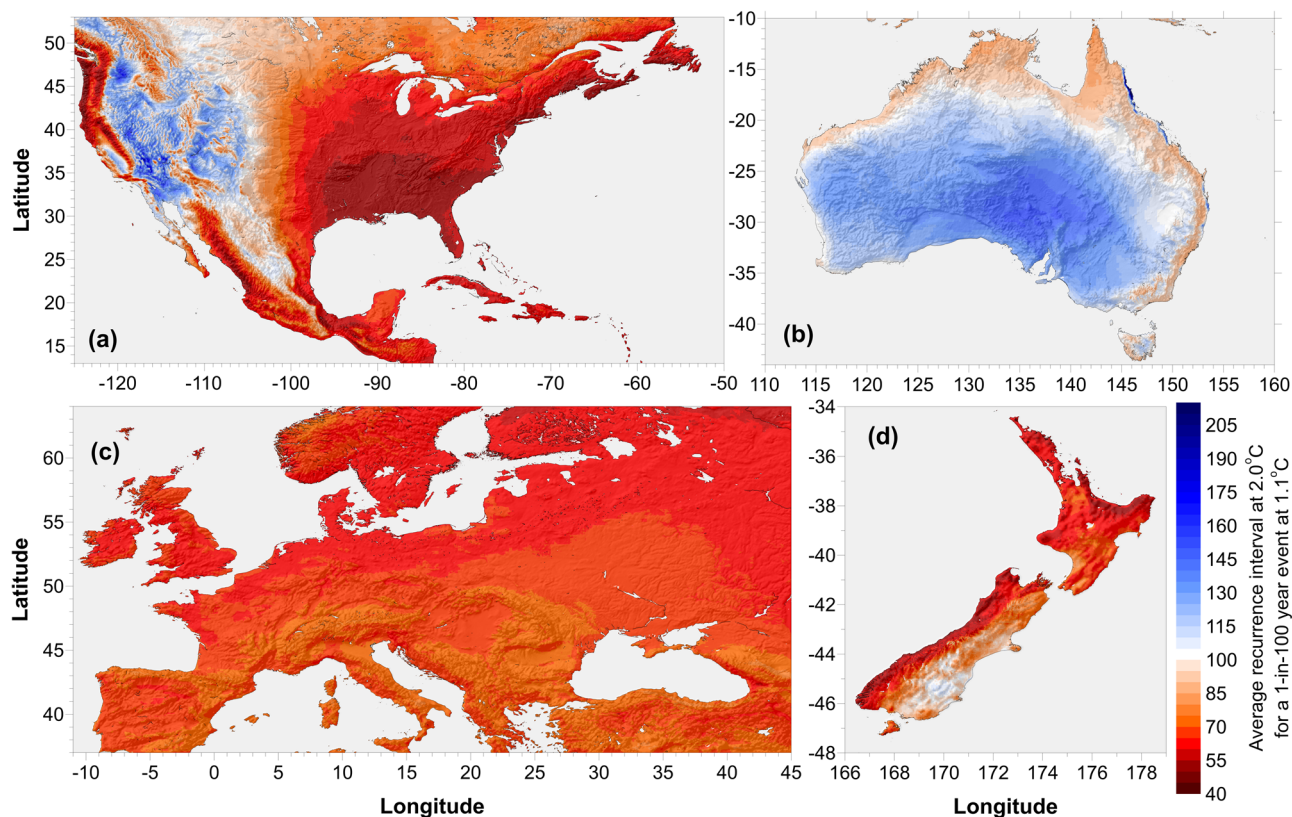 50
45
40
35
30
25
20
15
Latitude
(a)
-120 -110 -100 -90 -80 -70 -60 -50
-10
-15
-20
-25
-30
-35
-40
(b)
110 115 120 125 130 135 140 145 150 155 160
60
55
50
45
40
Latitude
(c)
-10 -5 0 5 10 15 20 25 30 35 40 45
Longitude
-34
-36
-38
-40
-42
-44
-46
-48
(d)
166 168 170 172 174 176 178
Longitude
205
190
175
160
145
130
115
100
85
70
55
40
Average recurrence interval at 2.0°C
for a 1-in-100 year event at 1.1°C